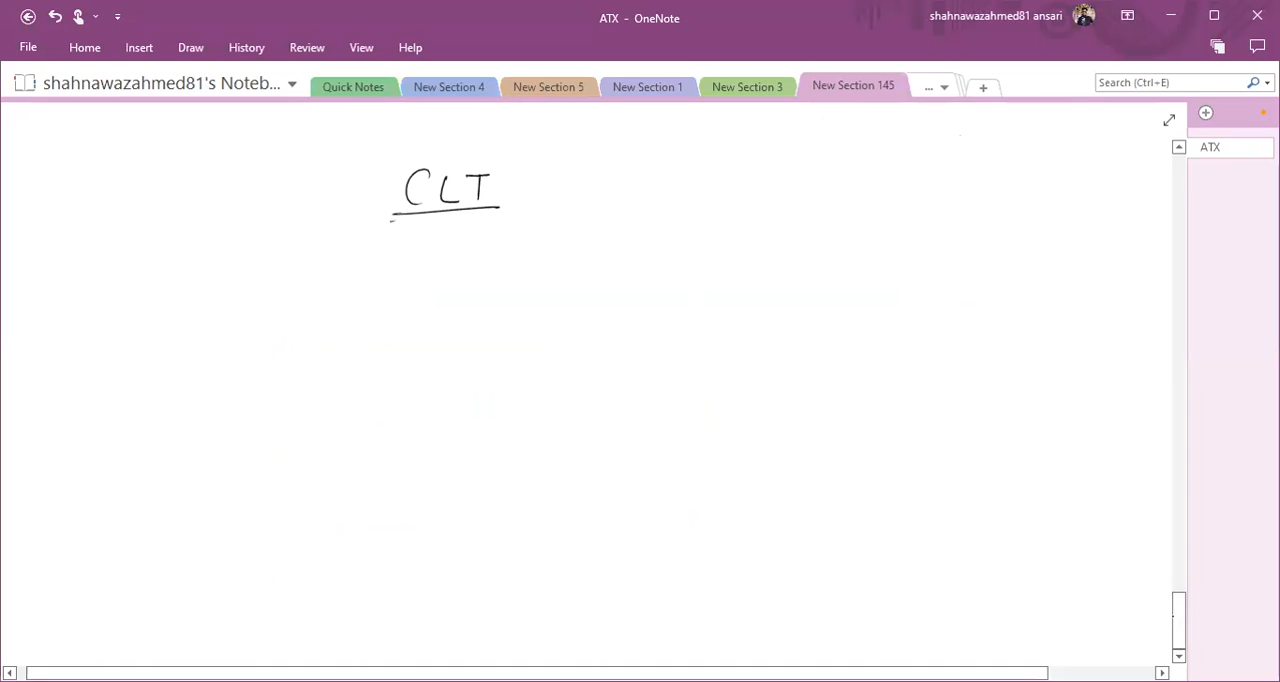 ATX - OneNote
shahnawazahmed81 ansari
File Home Insert Draw History Review View Help
shahnawazahmed81's Noteb...
Quick Notes New Section 4 New Section 5 New Section 1 New Section 3 New Section 145 ... +
Search (Ctrl+E)
ATX
CLT